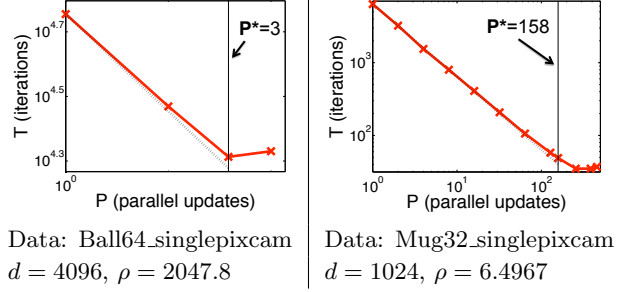 10^4.7
10^4.5
10^4.3
T (iterations)
P*=3
10^0
P (parallel updates)
Data: Ball64_singlepixcam
d = 4096, ρ = 2047.8
10^3
10^2
T (iterations)
P*=158
10^0
10^1
10^2
P (parallel updates)
Data: Mug32_singlepixcam
d = 1024, ρ = 6.4967